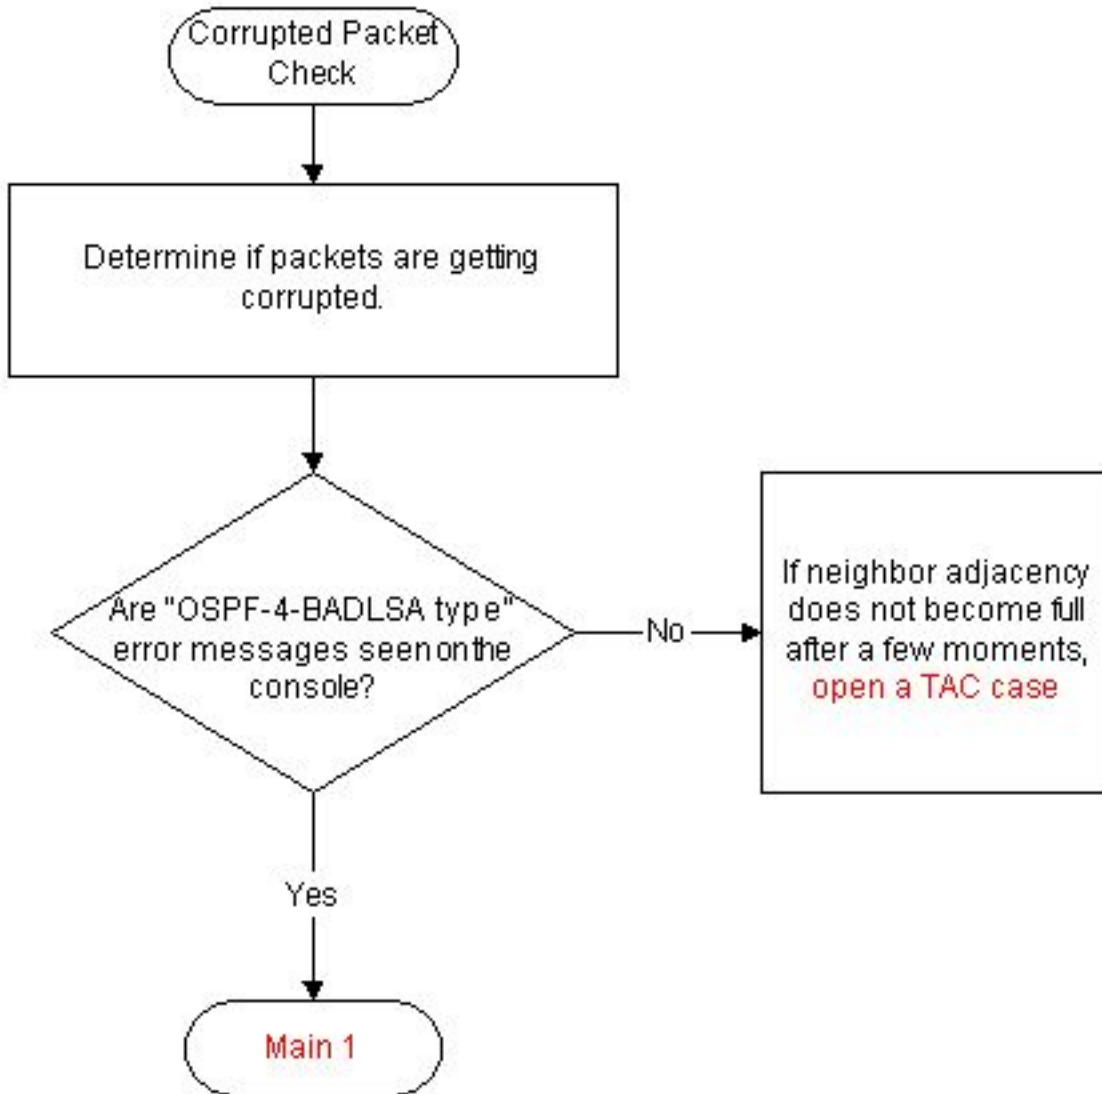 Corrupted Packet
Check
Determine if packets are getting
corrupted.
Are "OSPF-4-BADLSA type"
error messages seen on the
console?
No
If neighbor adjacency
does not become full
after a few moments,
open a TAC case
Yes
Main 1